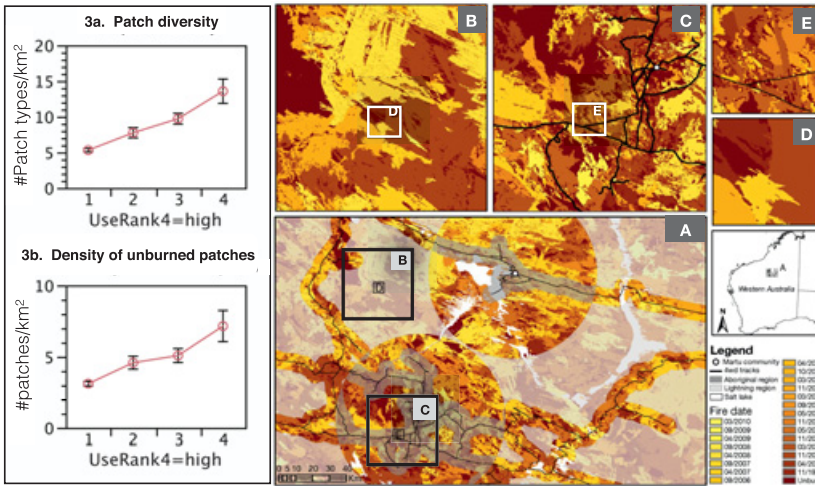 3a. Patch diversity
#Patch types/km²
20
15
10
5
0
1 2 3 4
UseRank4=high
3b. Density of unburned patches
#patches/km²
10
5
0
1 2 3 4
UseRank4=high
B
D
C
E
E
D
A
B
C
0 5 10 20 30 40
Km
A
Western Australia
N
Legend
Martu community
tracks
Aboriginal region
Lightning region
Salt lake
Fire date
03/2010
09/2009
04/2009
09/2008
04/2008
09/2007
04/2007
09/2006